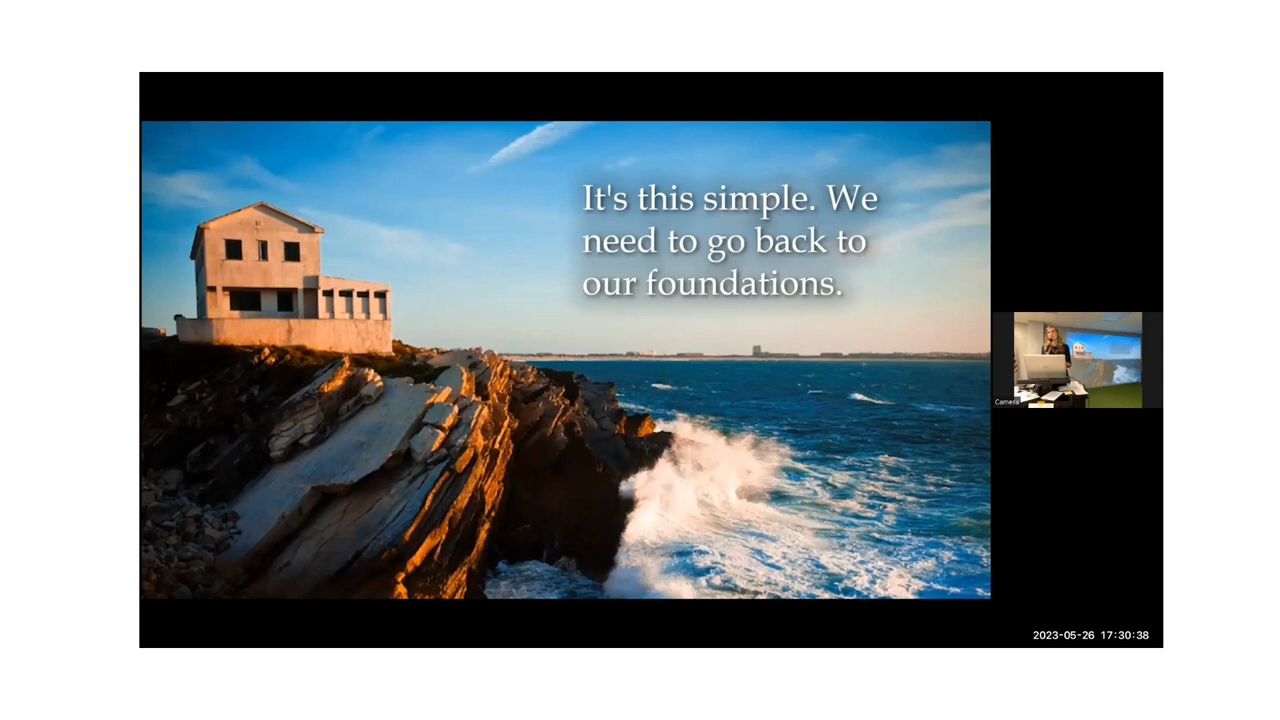 It's this simple. We
need to go back to
our foundations.
Camera
2023-05-26 17:30:38